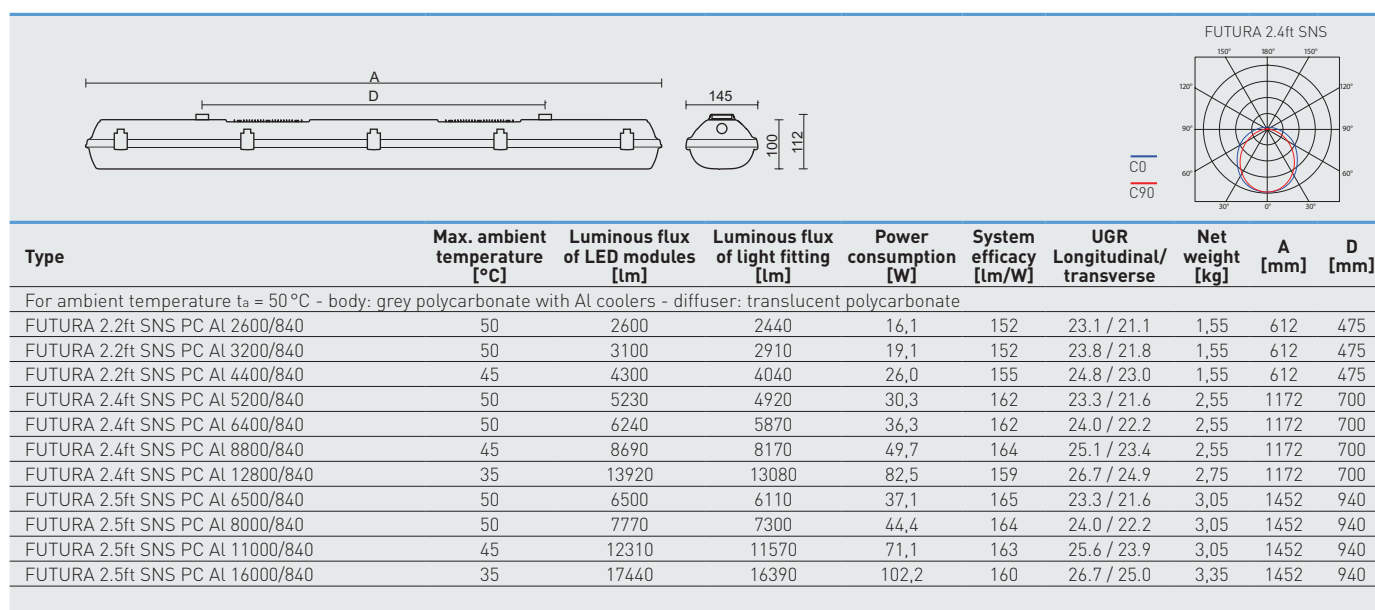 FUTURA 2.4ft SNS
150° 180° 150°
120° 120°
90° 90°
60° 60°
30° 0° 30°
C0
C90
A
D
145
100
112
Type Max. ambient temperature [°C] Luminous flux of LED modules [lm] Luminous flux of light fitting [lm] Power consumption [W] System efficacy [lm/W] UGR Longitudinal/ transverse Net weight [kg] A [mm] D [mm]
For ambient temperature ta = 50 °C - body: grey polycarbonate with Al coolers - diffuser: translucent polycarbonate
FUTURA 2.2ft SNS PC Al 2600/840 50 2600 2440 16,1 152 23.1 / 21.1 1,55 612 475
FUTURA 2.2ft SNS PC Al 3200/840 50 3100 2910 19,1 152 23.8 / 21.8 1,55 612 475
FUTURA 2.2ft SNS PC Al 4400/840 45 4300 4040 26,0 155 24.8 / 23.0 1,55 612 475
FUTURA 2.4ft SNS PC Al 5200/840 50 5230 4920 30,3 162 23.3 / 21.6 2,55 1172 700
FUTURA 2.4ft SNS PC Al 6400/840 50 6240 5870 36,3 162 24.0 / 22.2 2,55 1172 700
FUTURA 2.4ft SNS PC Al 8800/840 45 8690 8170 49,7 164 25.1 / 23.4 2,55 1172 700
FUTURA 2.4ft SNS PC Al 12800/840 35 13920 13080 82,5 159 26.7 / 24.9 2,75 1172 700
FUTURA 2.5ft SNS PC Al 6500/840 50 6500 6110 37,1 165 23.3 / 21.6 3,05 1452 940
FUTURA 2.5ft SNS PC Al 8000/840 50 7770 7300 44,4 164 24.0 / 22.2 3,05 1452 940
FUTURA 2.5ft SNS PC Al 11000/840 45 12310 11570 71,1 163 25.6 / 23.9 3,05 1452 940
FUTURA 2.5ft SNS PC Al 16000/840 35 17440 16390 102,2 160 26.7 / 25.0 3,35 1452 940